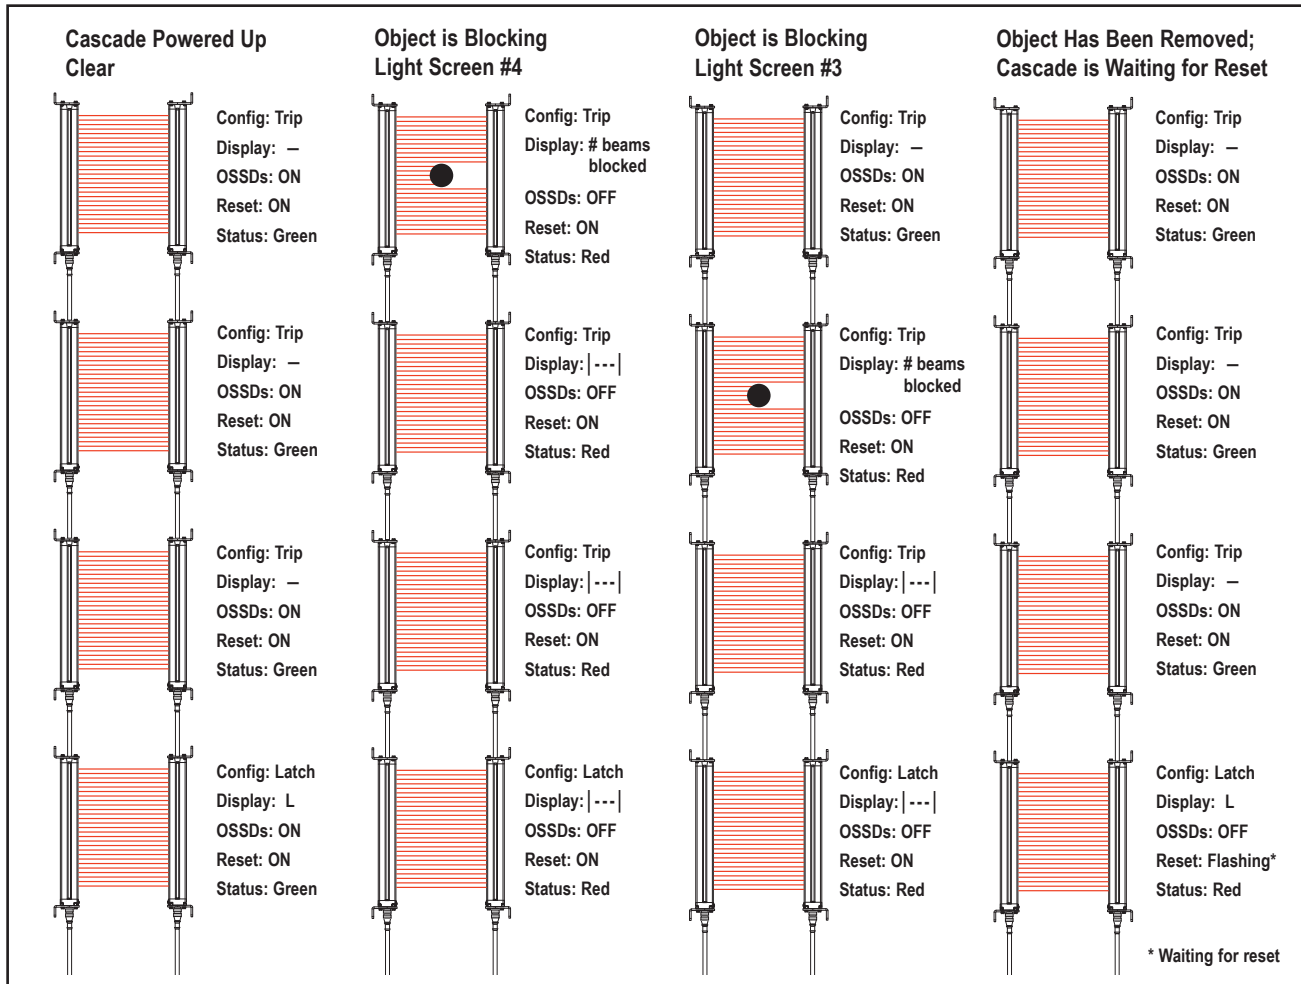 Cascade Powered Up
Clear
Config: Trip
Display: –
OSSDs: ON
Reset: ON
Status: Green
Config: Trip
Display: –
OSSDs: ON
Reset: ON
Status: Green
Config: Trip
Display: –
OSSDs: ON
Reset: ON
Status: Green
Config: Latch
Display: L
OSSDs: ON
Reset: ON
Status: Green
Object is Blocking
Light Screen #4
Config: Trip
Display: # beams
blocked
OSSDs: OFF
Reset: ON
Status: Red
Config: Trip
Display: |---|
OSSDs: OFF
Reset: ON
Status: Red
Config: Trip
Display: |---|
OSSDs: OFF
Reset: ON
Status: Red
Config: Latch
Display: |---|
OSSDs: OFF
Reset: ON
Status: Red
Object is Blocking
Light Screen #3
Config: Trip
Display: –
OSSDs: ON
Reset: ON
Status: Green
Config: Trip
Display: # beams
blocked
OSSDs: OFF
Reset: ON
Status: Red
Config: Trip
Display: |---|
OSSDs: OFF
Reset: ON
Status: Red
Config: Latch
Display: |---|
OSSDs: OFF
Reset: ON
Status: Red
Object Has Been Removed;
Cascade is Waiting for Reset
Config: Trip
Display: –
OSSDs: ON
Reset: ON
Status: Green
Config: Trip
Display: –
OSSDs: ON
Reset: ON
Status: Green
Config: Trip
Display: –
OSSDs: ON
Reset: ON
Status: Green
Config: Latch
Display: L
OSSDs: OFF
Reset: Flashing*
Status: Red
* Waiting for reset